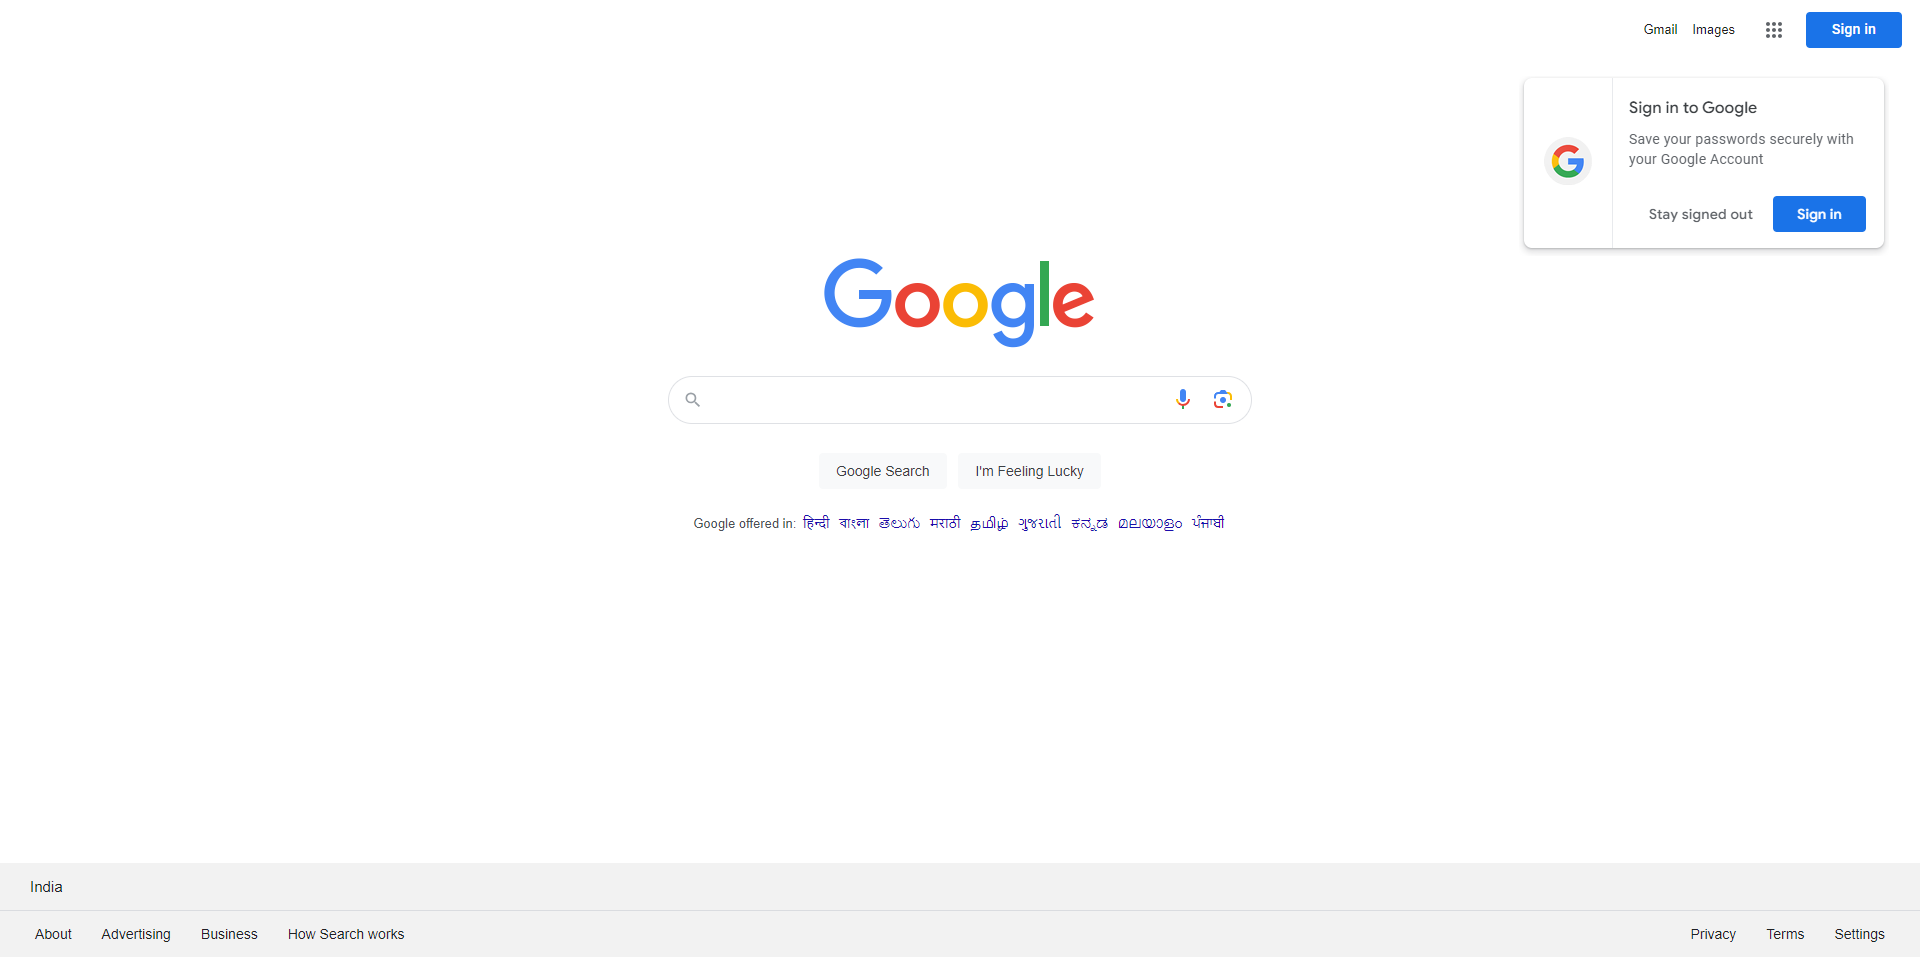 Gmail Images Sign in
Sign in to Google
Save your passwords securely with
your Google Account
Stay signed out Sign in
Google
Google Search I'm Feeling Lucky
Google offered in: हिन्दी বাংলা తెలుగు मराठी தமிழ் ગુજરાતી ಕನ್ನಡ മലയാളം ਪੰਜਾਬੀ
India
About Advertising Business How Search works Privacy Terms Settings